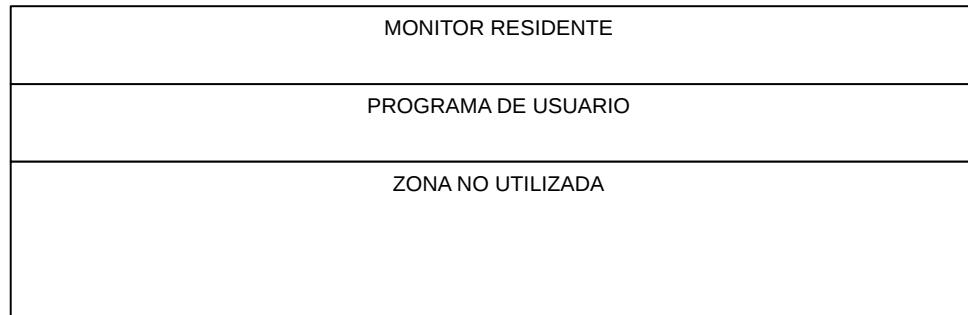 MONITOR RESIDENTE
PROGRAMA DE USUARIO
ZONA NO UTILIZADA